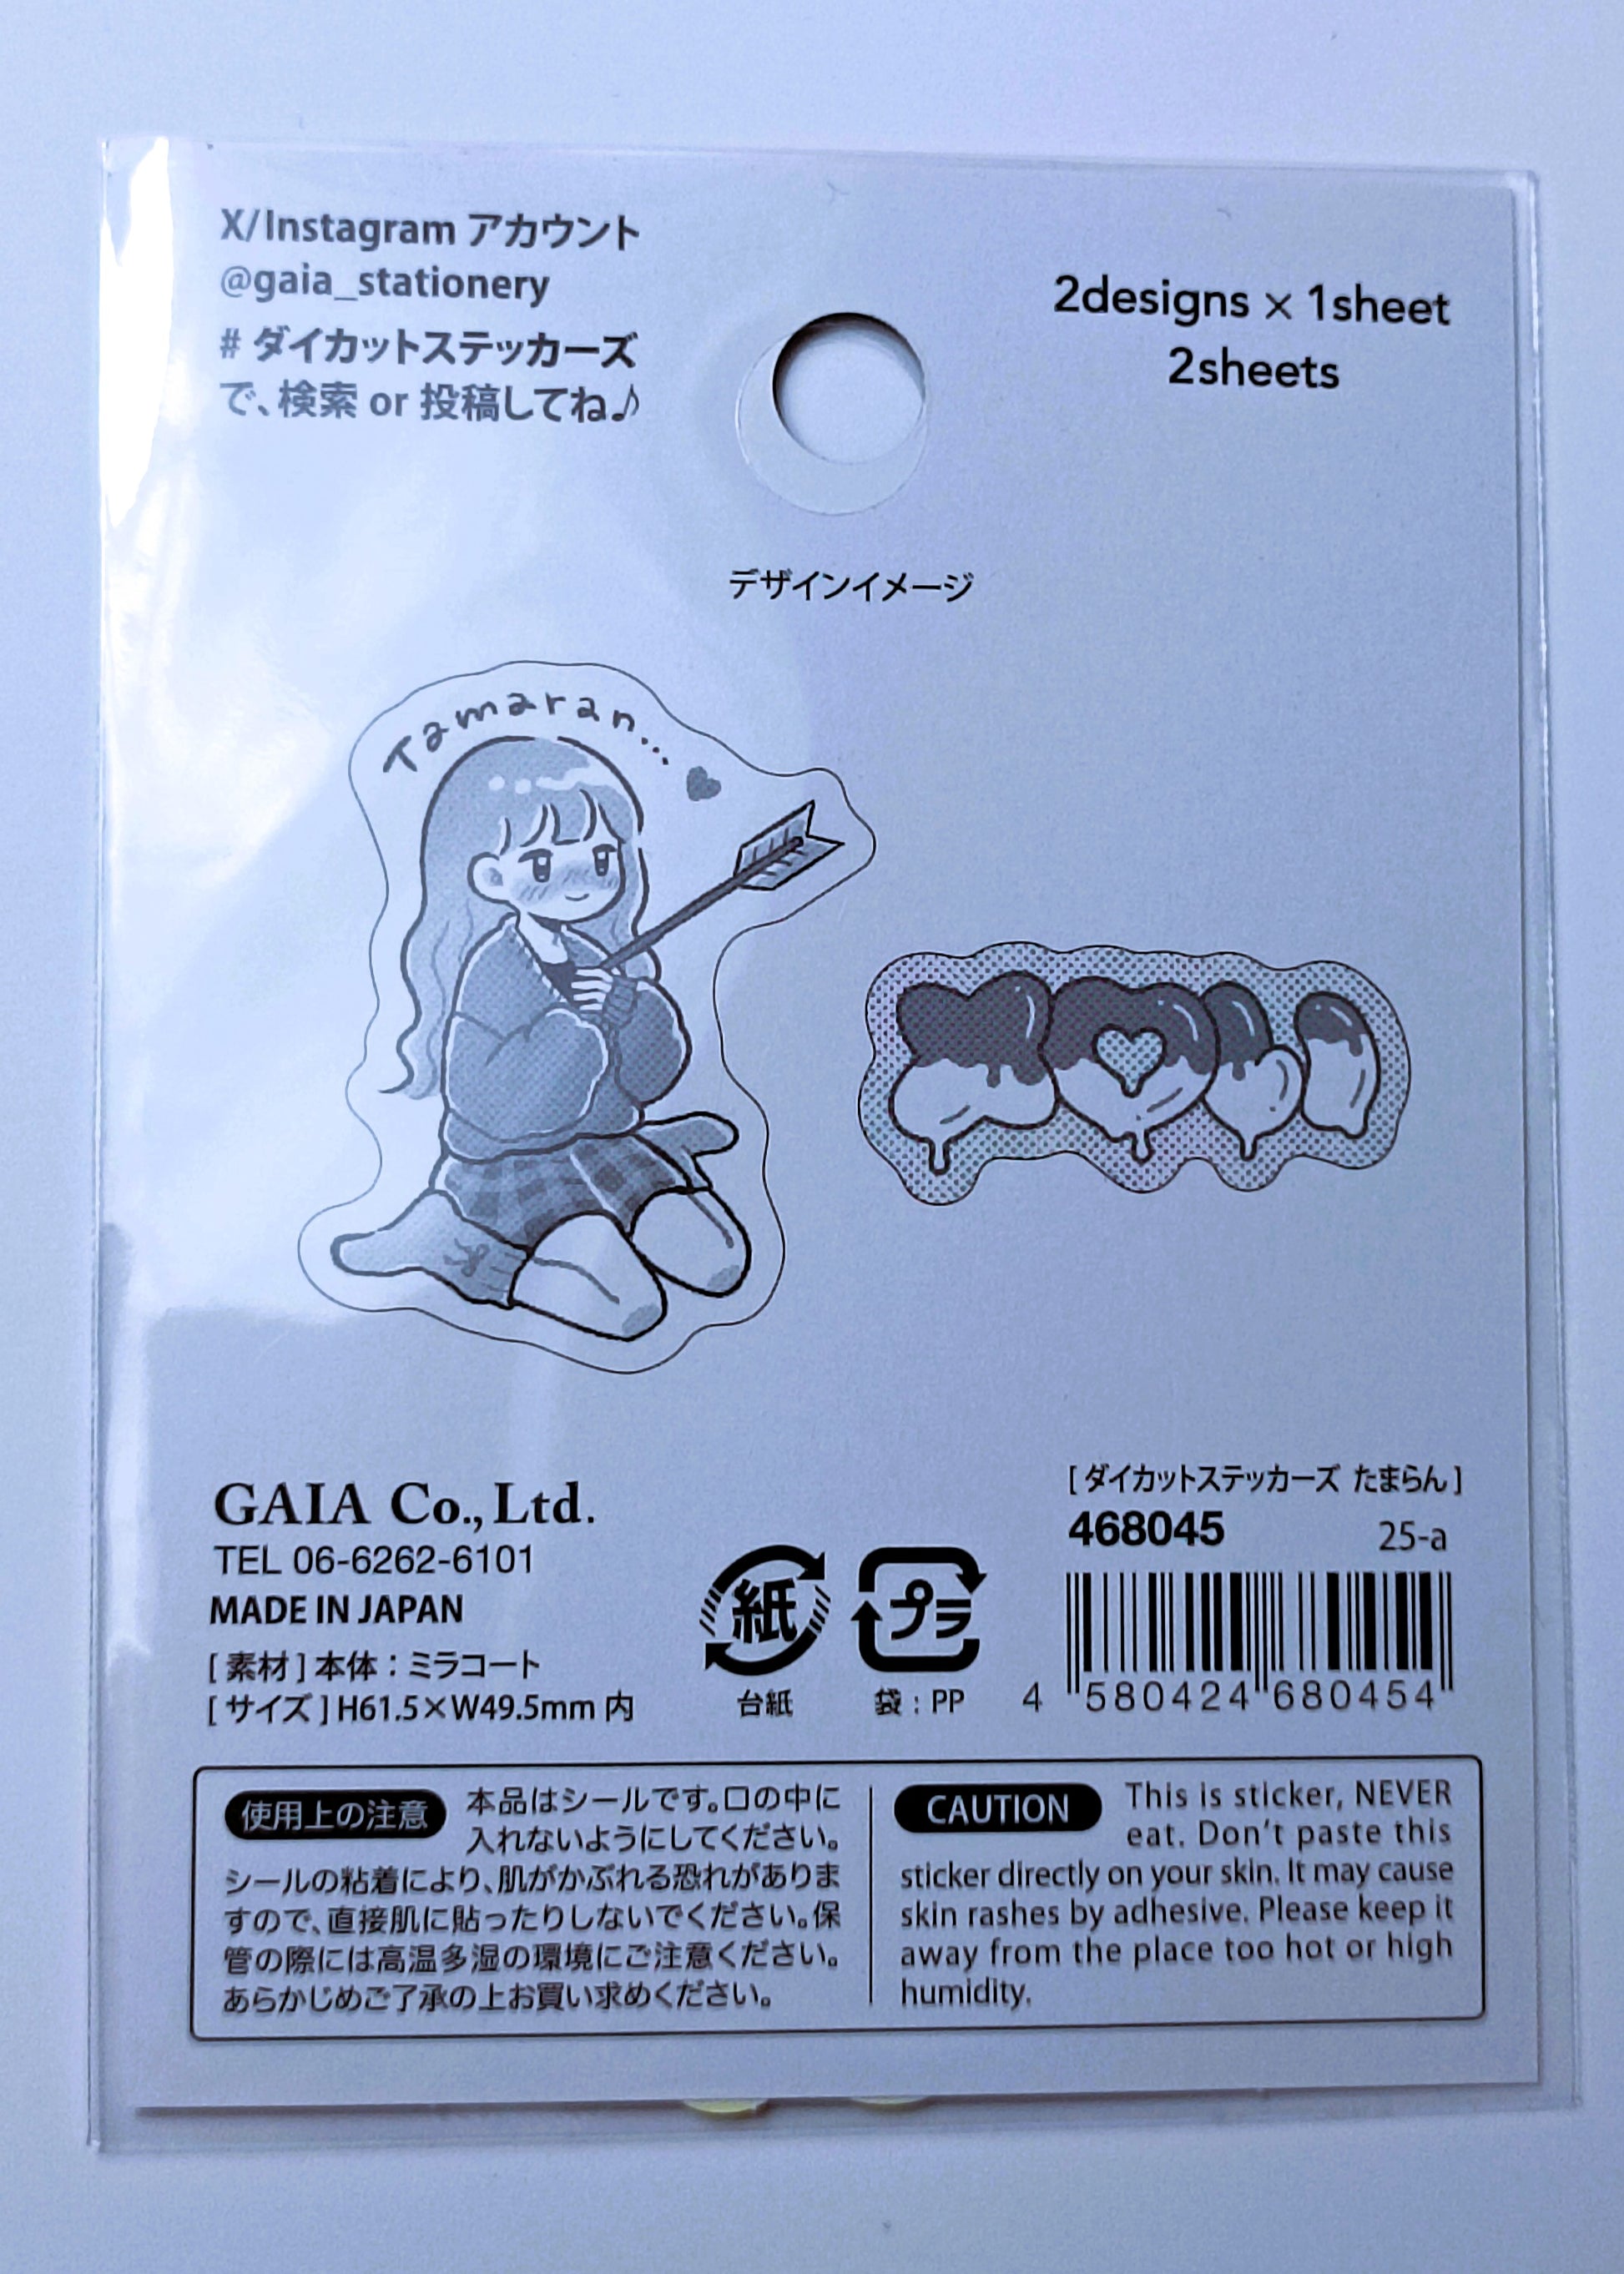 X/Instagram アカウント
@gaia_stationery
# ダイカットステッカーズ
で、検索 or 投稿してね♪
2designs × 1sheet
2sheets
デザインイメージ
Tamaran...
たまらん
GAIA Co., Ltd.
TEL 06-6262-6101
MADE IN JAPAN
[ 素材 ] 本体 : ミラコート
[ サイズ ] H61.5×W49.5mm 内
紙
台紙
プラ
袋 : PP
[ ダイカットステッカーズ たまらん ]
468045 25-a
4 580424 680454
使用上の注意 本品はシールです。口の中に
入れないようにしてください。
シールの粘着により、肌がかぶれる恐れがありま
すので、直接肌に貼ったりしないでください。保
管の際には高温多湿の環境にご注意ください。
あらかじめご了承の上お買い求めください。
CAUTION This is sticker, NEVER
eat. Don't paste this
sticker directly on your skin. It may cause
skin rashes by adhesive. Please keep it
away from the place too hot or high
humidity.